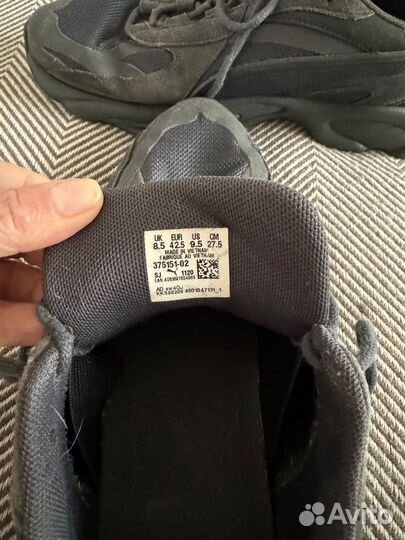 UK EUR US CM
8.5 42.5 9.5 27.5
MADE IN VIETNAM
FABRIQUE AU VIETNAM
375151-02
SJ 1120
Avito